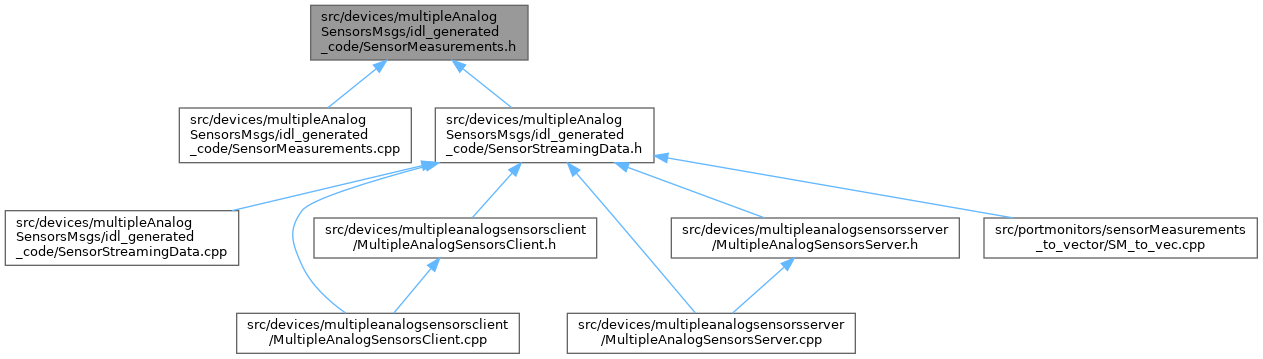 src/devices/multipleAnalog
SensorsMsgs/idl_generated
_code/SensorMeasurements.h
src/devices/multipleAnalog
SensorsMsgs/idl_generated
_code/SensorMeasurements.cpp
src/devices/multipleAnalog
SensorsMsgs/idl_generated
_code/SensorStreamingData.h
src/devices/multipleAnalog
SensorsMsgs/idl_generated
_code/SensorStreamingData.cpp
src/devices/multipleanalogsensorsclient
/MultipleAnalogSensorsClient.h
src/devices/multipleanalogsensorsserver
/MultipleAnalogSensorsServer.h
src/portmonitors/sensorMeasurements
_to_vector/SM_to_vec.cpp
src/devices/multipleanalogsensorsclient
/MultipleAnalogSensorsClient.cpp
src/devices/multipleanalogsensorsserver
/MultipleAnalogSensorsServer.cpp